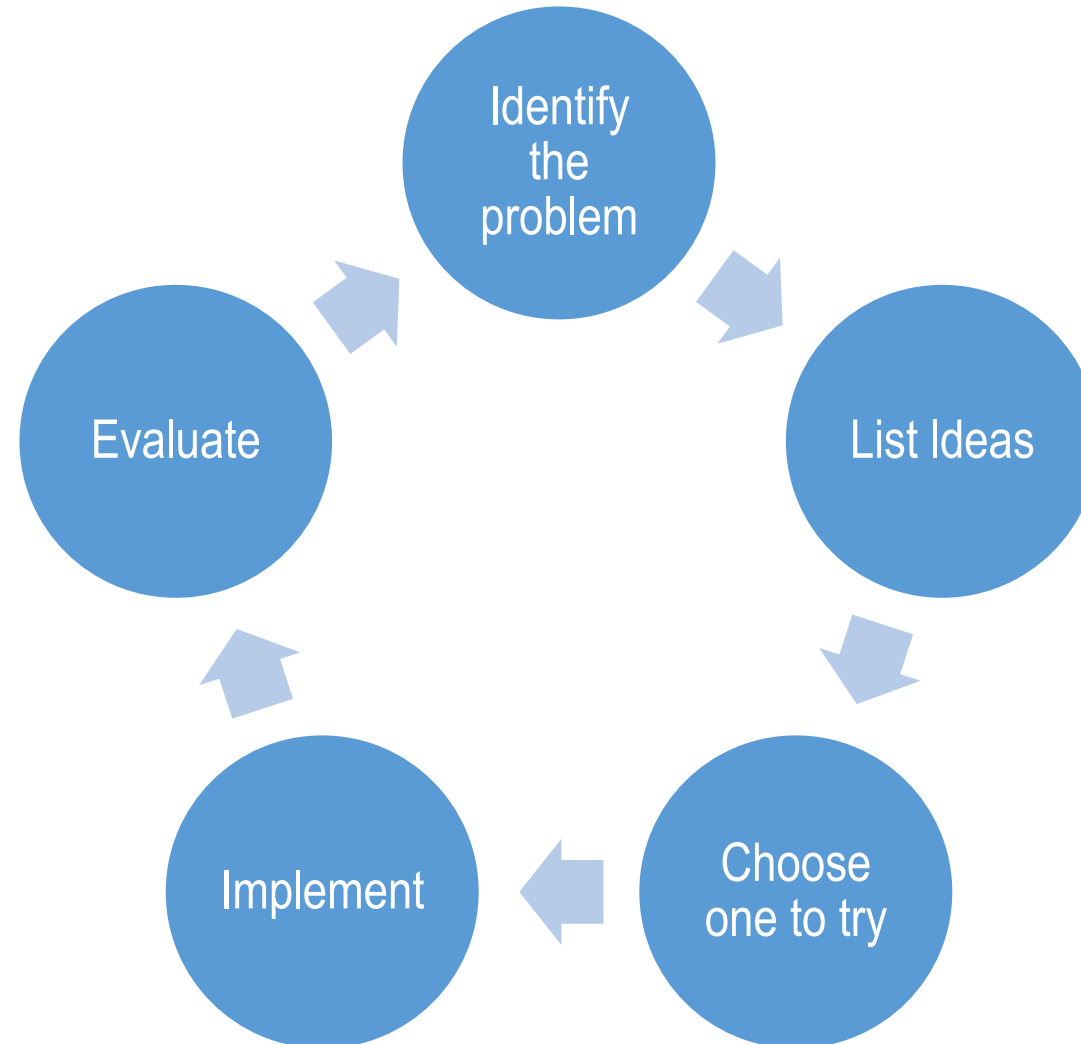 Identify
the
problem
List Ideas
Choose
one to try
Implement
Evaluate